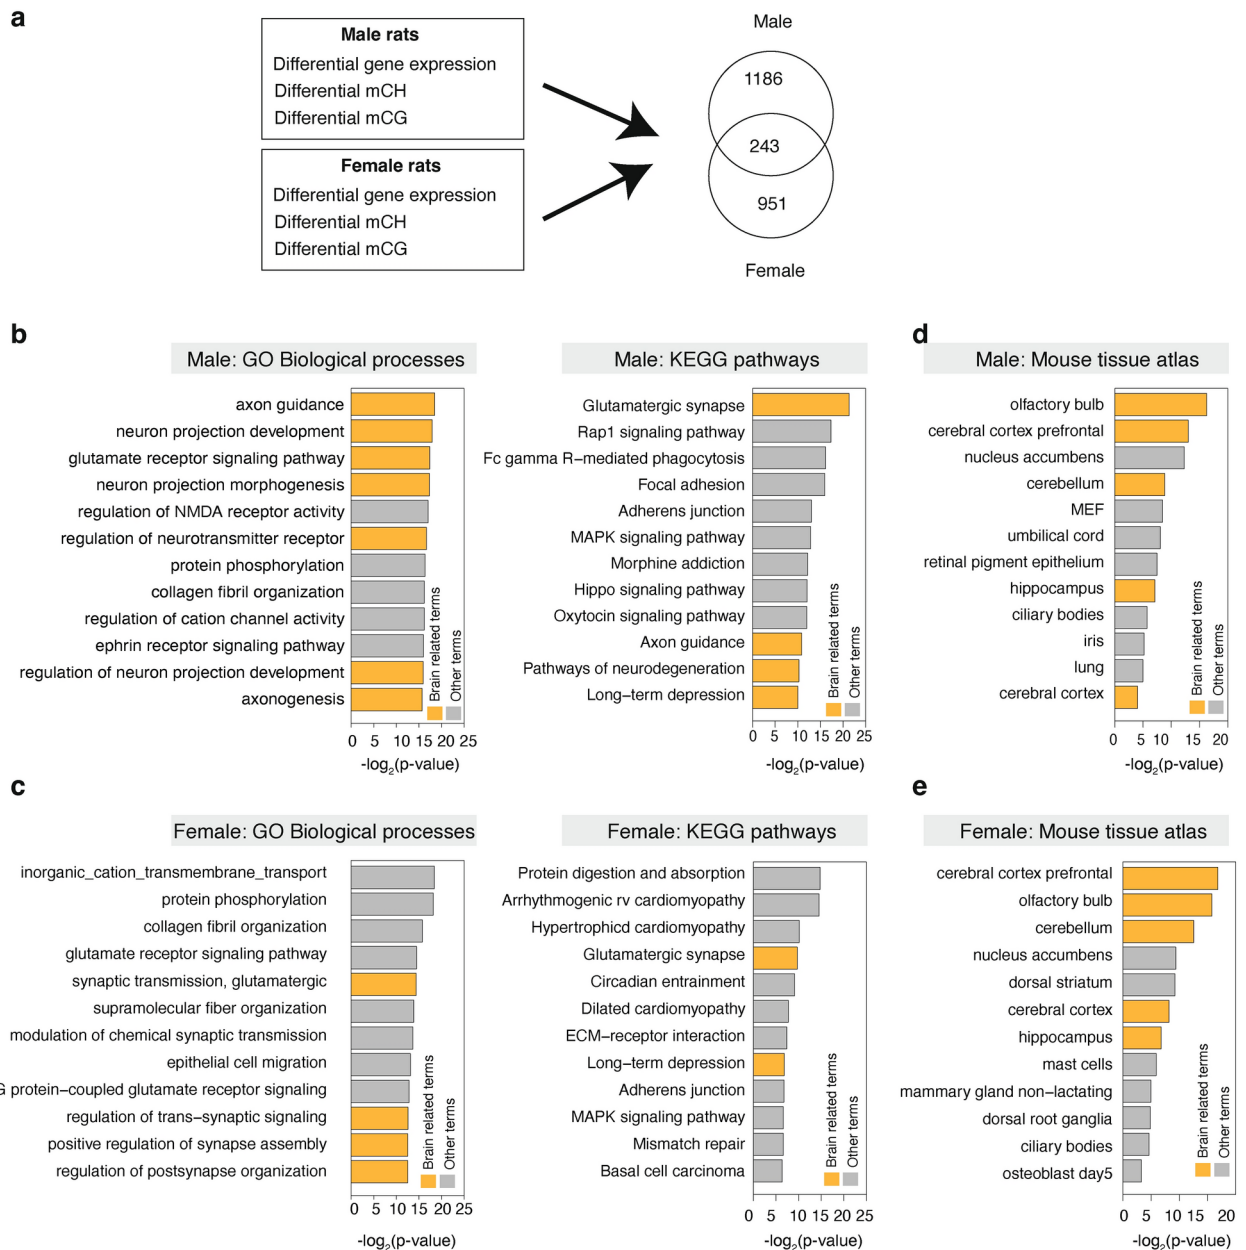 a
Male rats
Differential gene expression
Differential mCH
Differential mCG
Female rats
Differential gene expression
Differential mCH
Differential mCG
Male
1186
243
951
Female
b
Male: GO Biological processes
axon guidance
neuron projection development
glutamate receptor signaling pathway
neuron projection morphogenesis
regulation of NMDA receptor activity
regulation of neurotransmitter receptor
protein phosphorylation
collagen fibril organization
regulation of cation channel activity
ephrin receptor signaling pathway
regulation of neuron projection development
axonogenesis
Brain related terms
Other terms
0 5 10 15 20 25
-log2(p-value)
Male: KEGG pathways
Glutamatergic synapse
Rap1 signaling pathway
Fc gamma R−mediated phagocytosis
Focal adhesion
Adherens junction
MAPK signaling pathway
Morphine addiction
Hippo signaling pathway
Oxytocin signaling pathway
Axon guidance
Pathways of neurodegeneration
Long−term depression
Brain related terms
Other terms
0 5 10 15 20 25
-log2(p-value)
d
Male: Mouse tissue atlas
olfactory bulb
cerebral cortex prefrontal
nucleus accumbens
cerebellum
MEF
umbilical cord
retinal pigment epithelium
hippocampus
ciliary bodies
iris
lung
cerebral cortex
Brain related terms
Other terms
0 5 10 15 20
-log2(p-value)
c
Female: GO Biological processes
inorganic_cation_transmembrane_transport
protein phosphorylation
collagen fibril organization
glutamate receptor signaling pathway
synaptic transmission, glutamatergic
supramolecular fiber organization
modulation of chemical synaptic transmission
epithelial cell migration
G protein−coupled glutamate receptor signaling
regulation of trans−synaptic signaling
positive regulation of synapse assembly
regulation of postsynapse organization
Brain related terms
Other terms
0 5 10 15 20 25
-log2(p-value)
Female: KEGG pathways
Protein digestion and absorption
Arrhythmogenic rv cardiomyopathy
Hypertrophicd cardiomyopathy
Glutamatergic synapse
Circadian entrainment
Dilated cardiomyopathy
ECM−receptor interaction
Long−term depression
Adherens junction
MAPK signaling pathway
Mismatch repair
Basal cell carcinoma
Brain related terms
Other terms
0 5 10 15 20 25
-log2(p-value)
e
Female: Mouse tissue atlas
cerebral cortex prefrontal
olfactory bulb
cerebellum
nucleus accumbens
dorsal striatum
cerebral cortex
hippocampus
mast cells
mammary gland non−lactating
dorsal root ganglia
ciliary bodies
osteoblast day5
Brain related terms
Other terms
0 5 10 15 20
-log2(p-value)